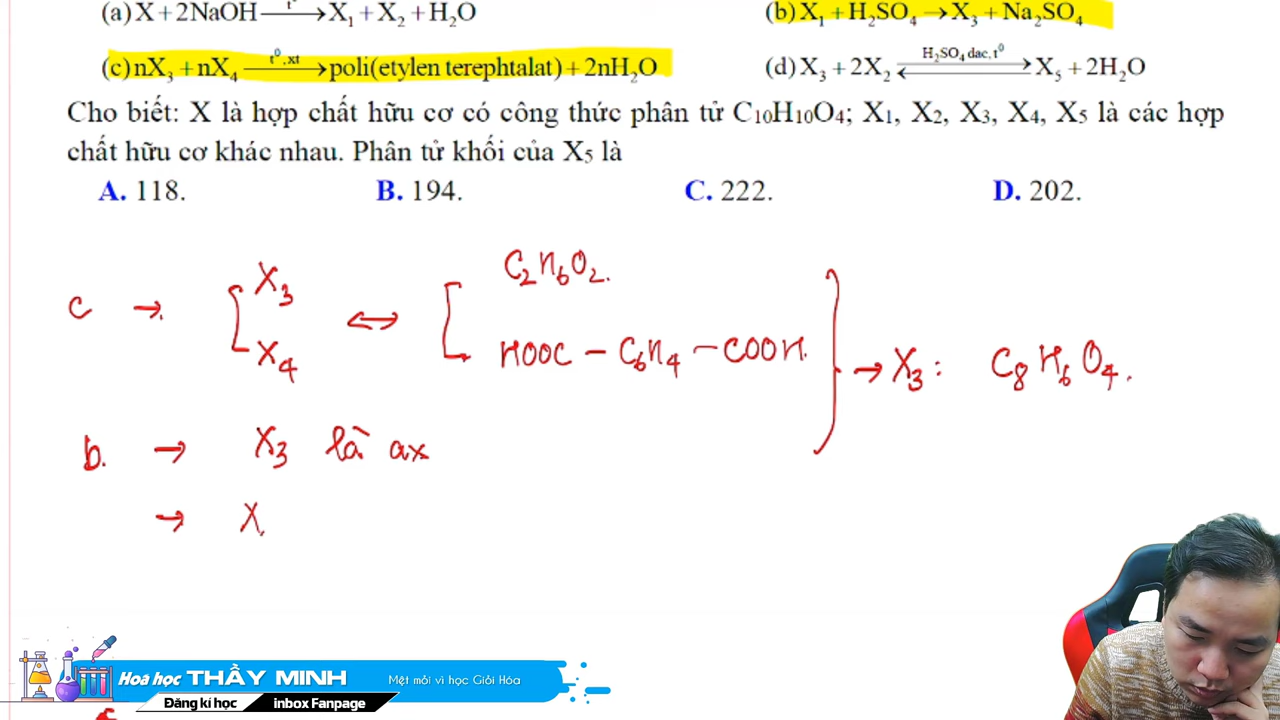 (a) X + 2NaOH →(t⁰) X₁ + X₂ + H₂O
(b) X₁ + H₂SO₄ → X₃ + Na₂SO₄
(c) nX₃ + nX₄ →(t⁰, xt) poli(etylen terephtalat) + 2nH₂O
(d) X₃ + 2X₂ ⇌(H₂SO₄ dac, t⁰) X₅ + 2H₂O
Cho biết: X là hợp chất hữu cơ có công thức phân tử C₁₀H₁₀O₄; X₁, X₂, X₃, X₄, X₅ là các hợp
chất hữu cơ khác nhau. Phân tử khối của X₅ là
A. 118. B. 194. C. 222. D. 202.
c → [ X₃ X₄ ⇔ [ C₂H₆O₂. HOOC – C₆H₄ – COOH. } → X₃ : C₈H₆O₄.
b. → X₃ là ax
→ X
Hoá học THẦY MINH
Mệt mỏi vì học Giỏi Hóa
Đăng kí học inbox Fanpage